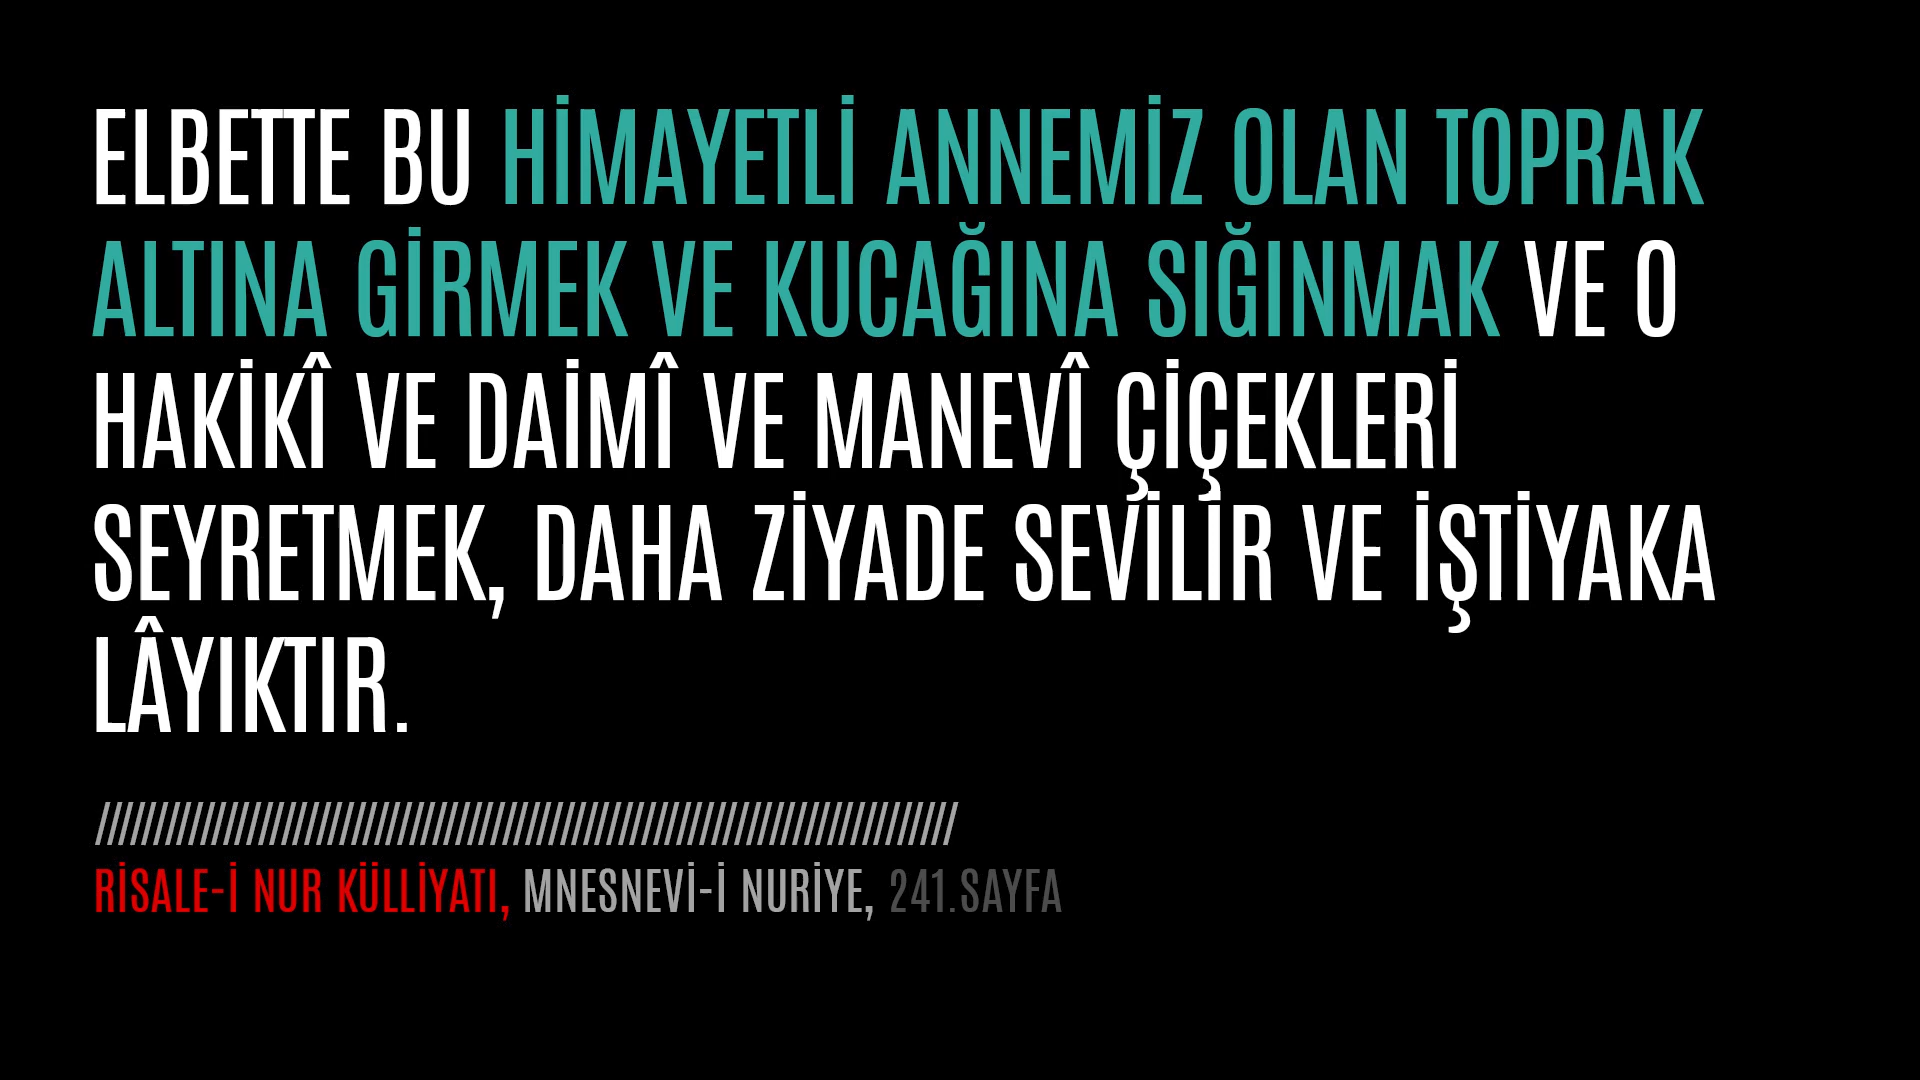 ELBETTE BU HİMAYETLİ ANNEMİZ OLAN TOPRAK
ALTINA GİRMEK VE KUCAĞINA SIĞINMAK VE O
HAKİKÎ VE DAİMÎ VE MANEVÎ ÇİÇEKLERİ
SEYRETMEK, DAHA ZİYADE SEVİLİR VE İŞTİYAKA
LÂYIKTIR.
RİSALE-İ NUR KÜLLİYATI, MNESNEVİ-İ NURİYE, 241.SAYFA